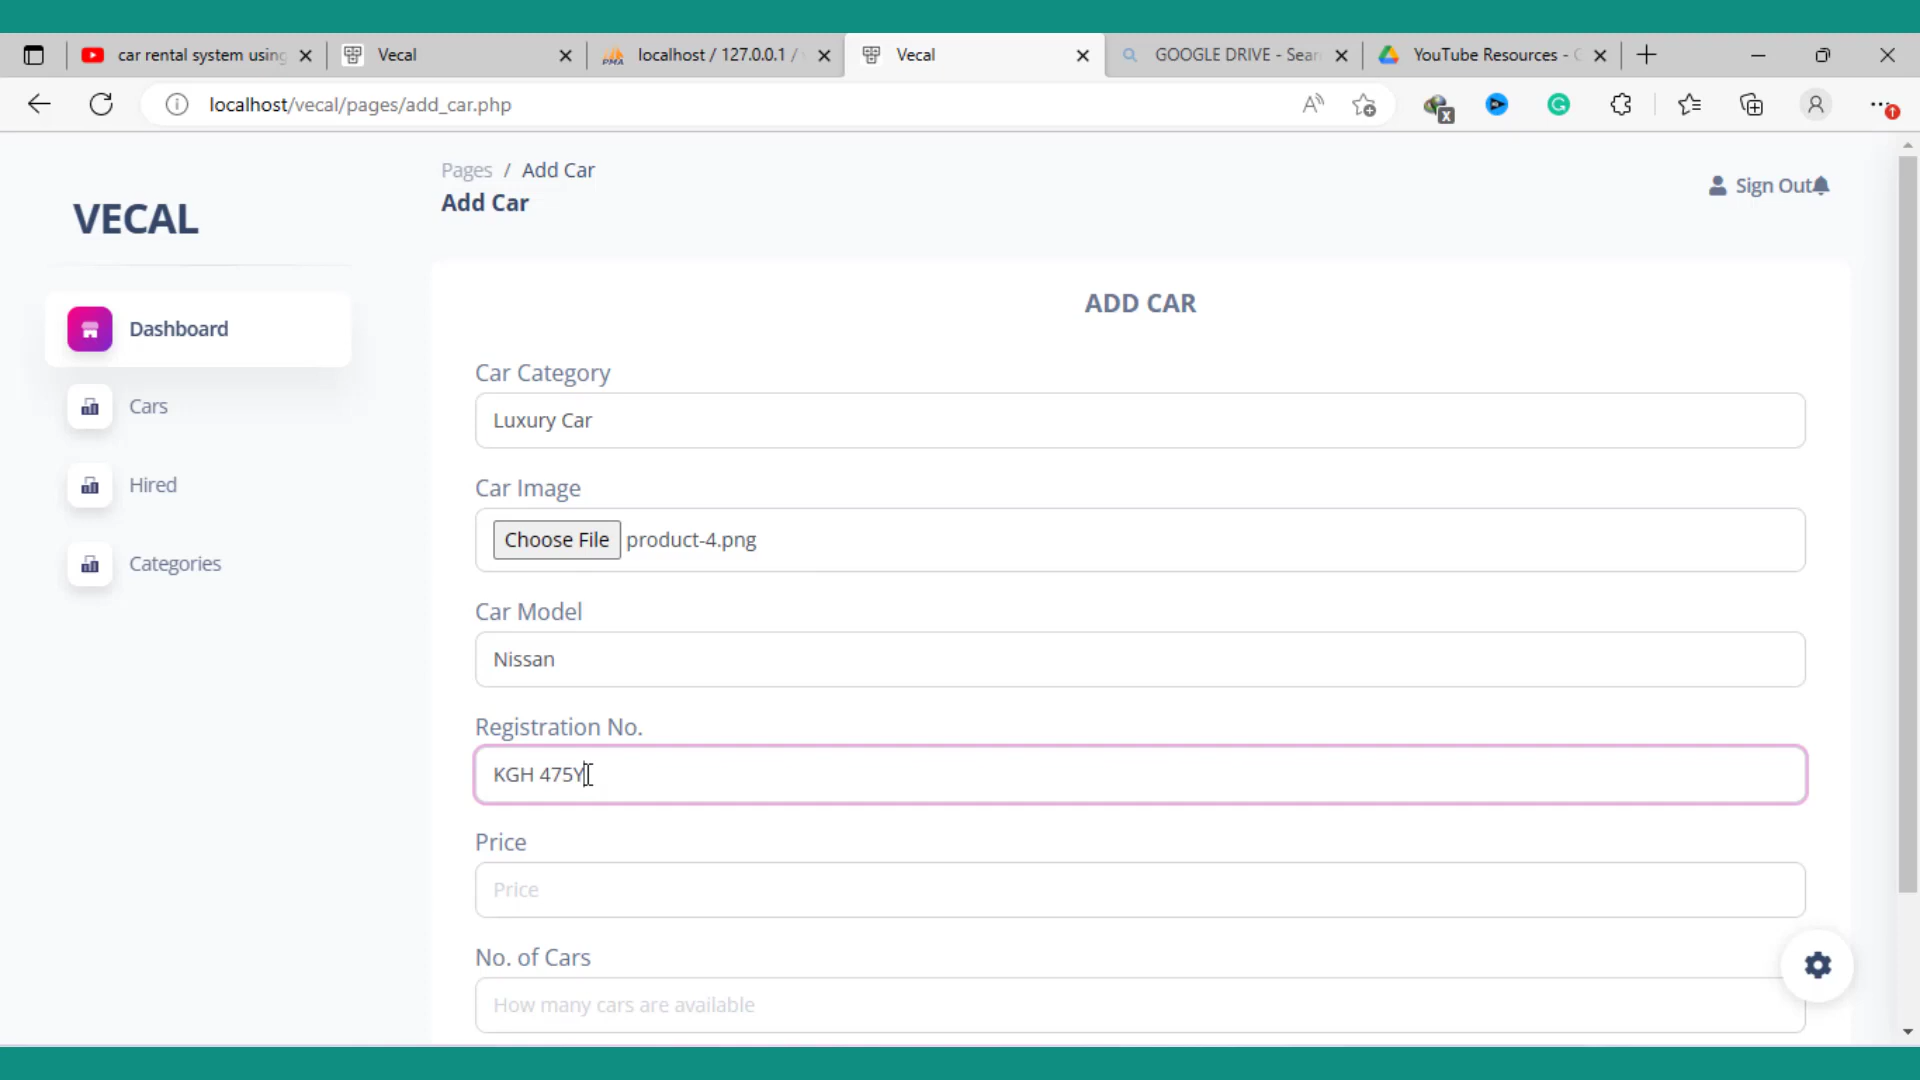 car rental system using
Vecal
localhost / 127.0.0.1 /
Vecal
GOOGLE DRIVE - Sear
YouTube Resources -
localhost/vecal/pages/add_car.php
Pages / Add Car
Add Car
Sign Out
VECAL
Dashboard
Cars
Hired
Categories
ADD CAR
Car Category
Luxury Car
Car Image
Choose File product-4.png
Car Model
Nissan
Registration No.
KGH 475Y
Price
Price
No. of Cars
How many cars are available